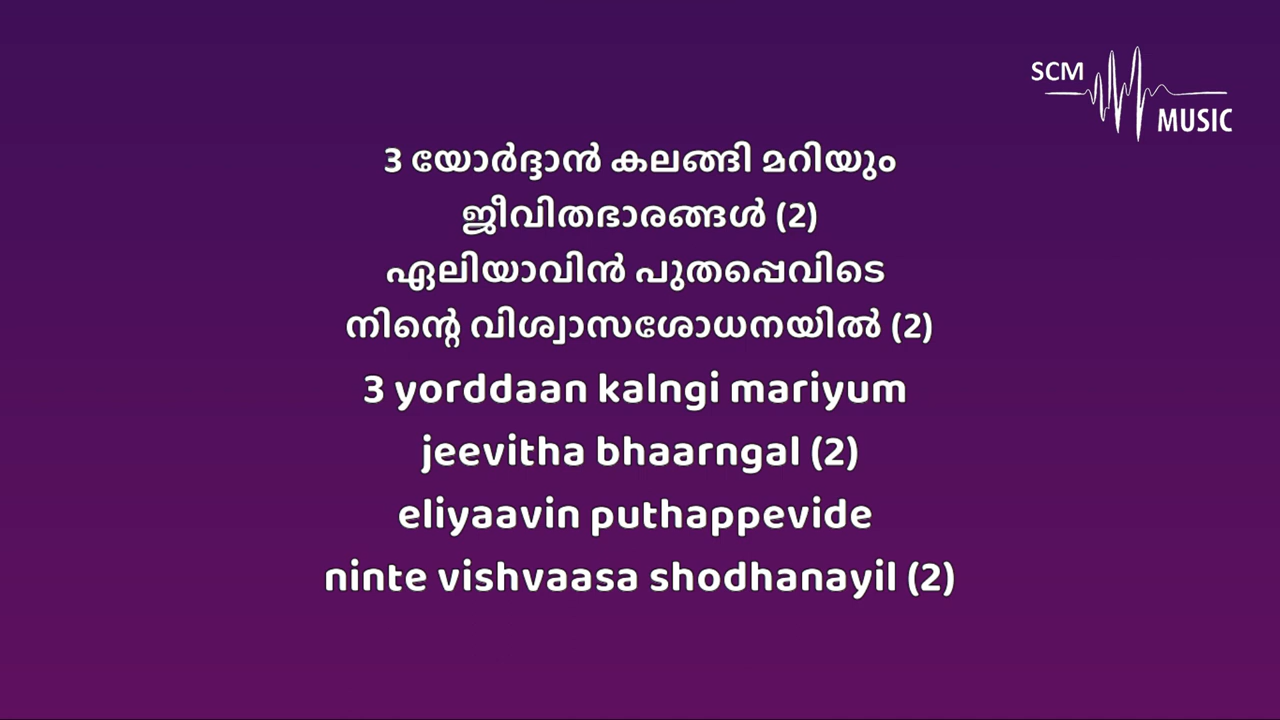 SCM
MUSIC
3 യോർദ്ദാൻ കലങ്ങി മറിയും
ജീവിതഭാരങ്ങൾ (2)
ഏലിയാവിൻ പുതപ്പെവിടെ
നിന്റെ വിശ്വാസശോധനയിൽ (2)
3 yorddaan kalngi mariyum
jeevitha bhaarngal (2)
eliyaavin puthappevide
ninte vishvaasa shodhanayil (2)